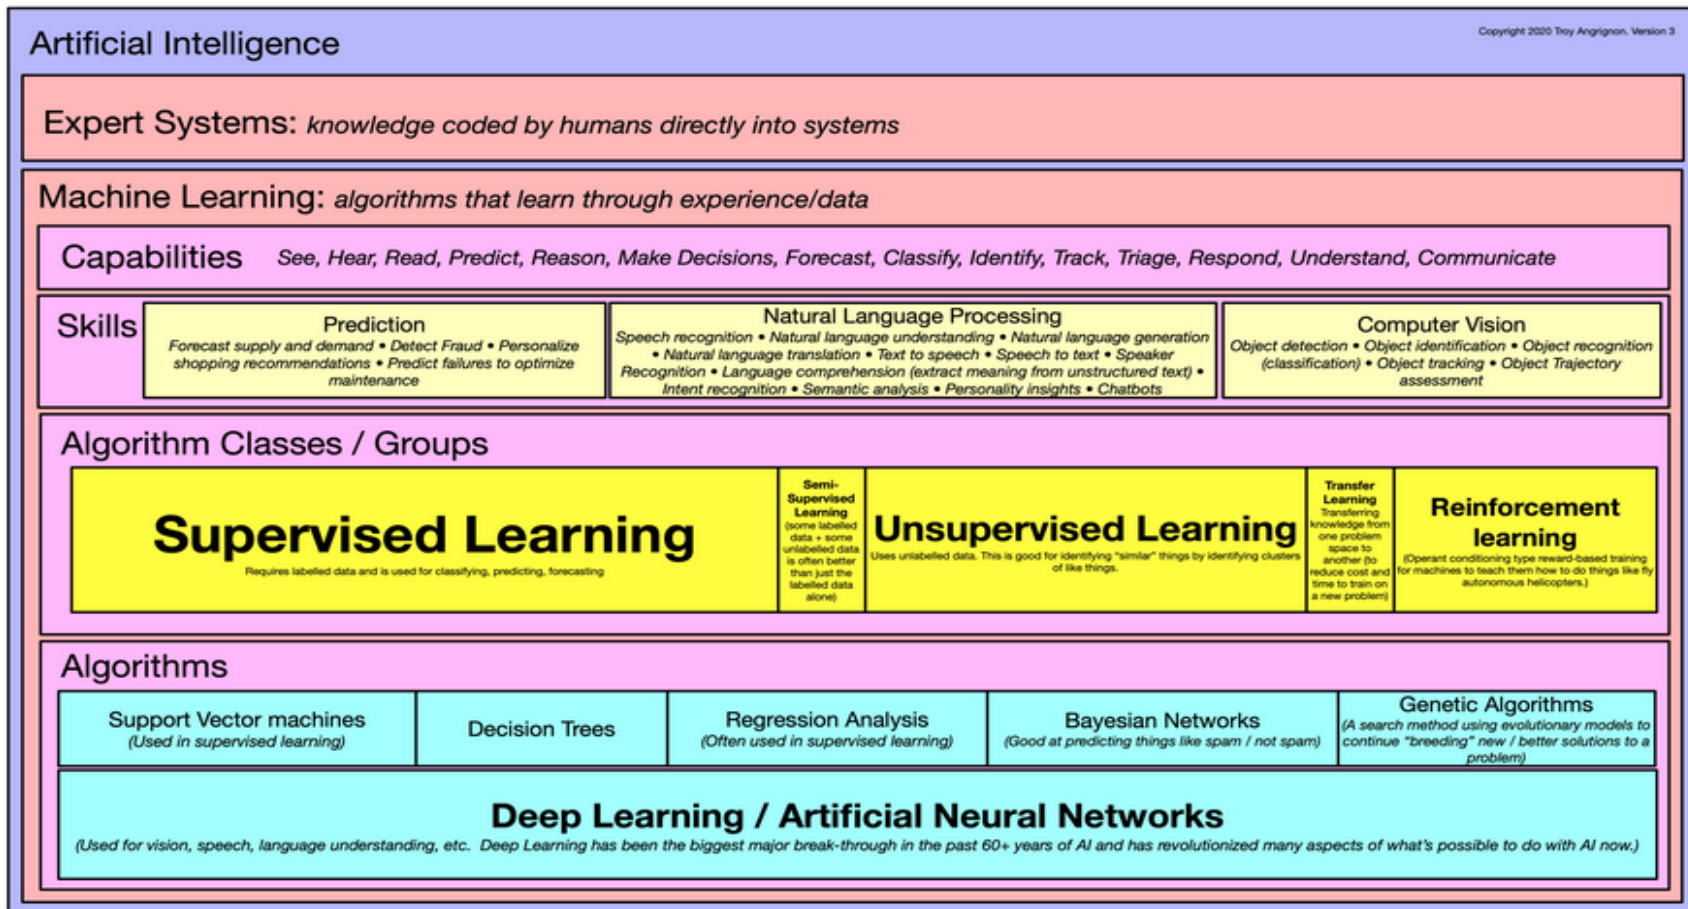 Artificial Intelligence
Copyright 2020 Troy Angrignon. Version 3
Expert Systems: knowledge coded by humans directly into systems
Machine Learning: algorithms that learn through experience/data
Capabilities See, Hear, Read, Predict, Reason, Make Decisions, Forecast, Classify, Identify, Track, Triage, Respond, Understand, Communicate
Skills
Prediction
Forecast supply and demand • Detect Fraud • Personalize
shopping recommendations • Predict failures to optimize
maintenance
Natural Language Processing
Speech recognition • Natural language understanding • Natural language generation
• Natural language translation • Text to speech • Speech to text • Speaker
Recognition • Language comprehension (extract meaning from unstructured text) •
Intent recognition • Semantic analysis • Personality insights • Chatbots
Computer Vision
Object detection • Object identification • Object recognition
(classification) • Object tracking • Object Trajectory
assessment
Algorithm Classes / Groups
Supervised Learning
Requires labelled data and is used for classifying, predicting, forecasting
Semi-
Supervised
Learning
(some labelled
data + some
unlabelled data
is often better
than just the
labelled data
alone)
Unsupervised Learning
Uses unlabelled data. This is good for identifying “similar” things by identifying clusters
of like things.
Transfer
Learning
Transferring
knowledge from
one problem
space to
another (to
reduce cost and
time to train on
a new problem)
Reinforcement
learning
(Operant conditioning type reward-based training
for machines to teach them how to do things like fly
autonomous helicopters.)
Algorithms
Support Vector machines
(Used in supervised learning)
Decision Trees
Regression Analysis
(Often used in supervised learning)
Bayesian Networks
(Good at predicting things like spam / not spam)
Genetic Algorithms
(A search method using evolutionary models to
continue “breeding” new / better solutions to a
problem)
Deep Learning / Artificial Neural Networks
(Used for vision, speech, language understanding, etc. Deep Learning has been the biggest major break-through in the past 60+ years of AI and has revolutionized many aspects of what’s possible to do with AI now.)